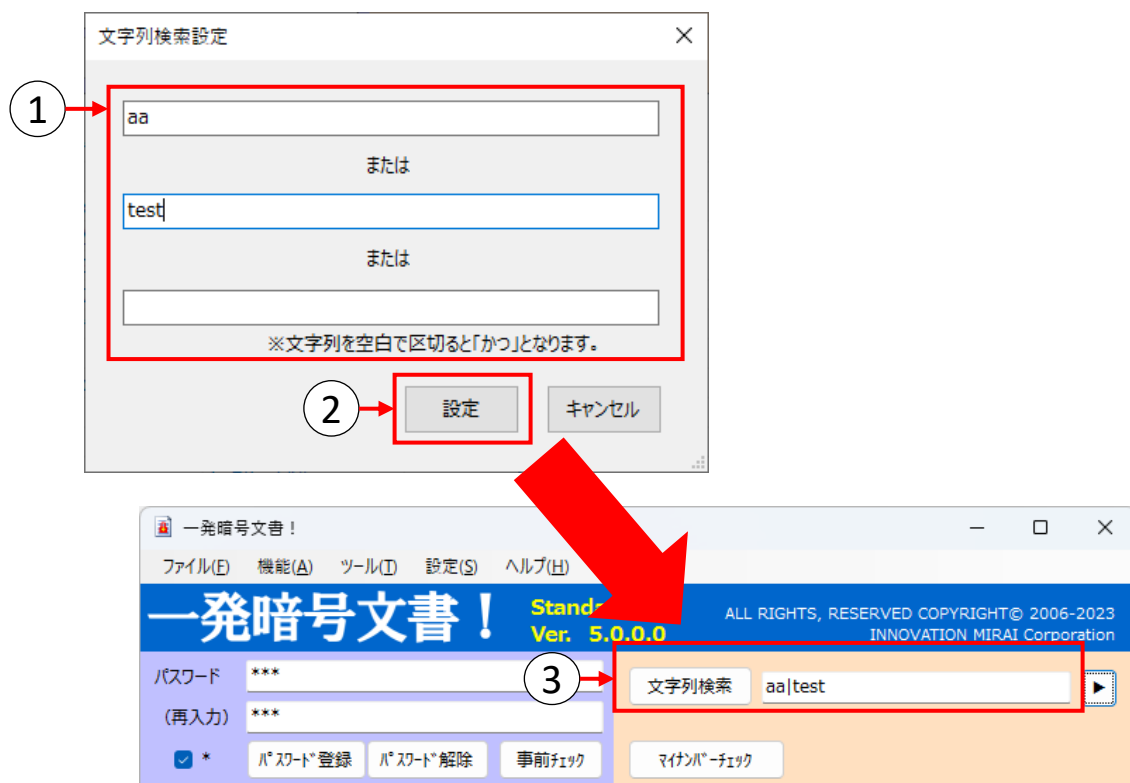 文字列検索設定
1
aa
または
test
または
※文字列を空白で区切ると「かつ」となります。
2
設定
キャンセル
一発暗号文書！
ファイル(F) 機能(A) ツール(T) 設定(S) ヘルプ(H)
一発暗号文書！
Ver. 5.0.0.0
ALL RIGHTS, RESERVED COPYRIGHT© 2006-2023
INNOVATION MIRAI Corporation
パスワード
***
3
文字列検索
aa|test
(再入力)
***
*
パスワード登録
パスワード解除
事前チェック
マイナンバーチェック